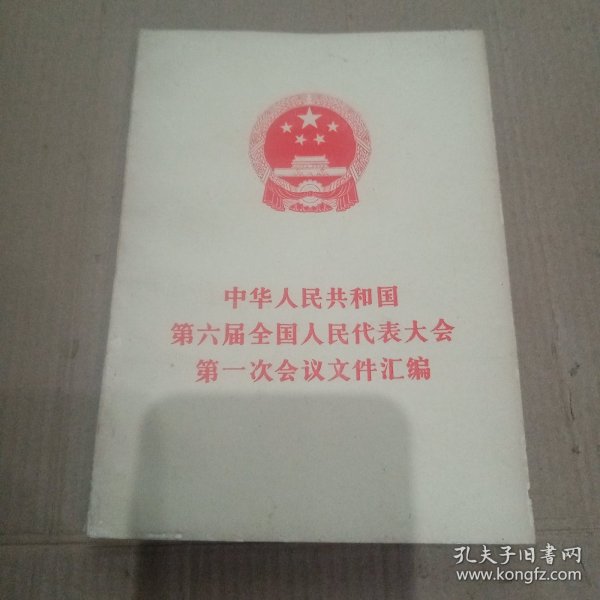 中华人民共和国
第六届全国人民代表大会
第一次会议文件汇编
孔夫子旧书网
www.kongfz.com